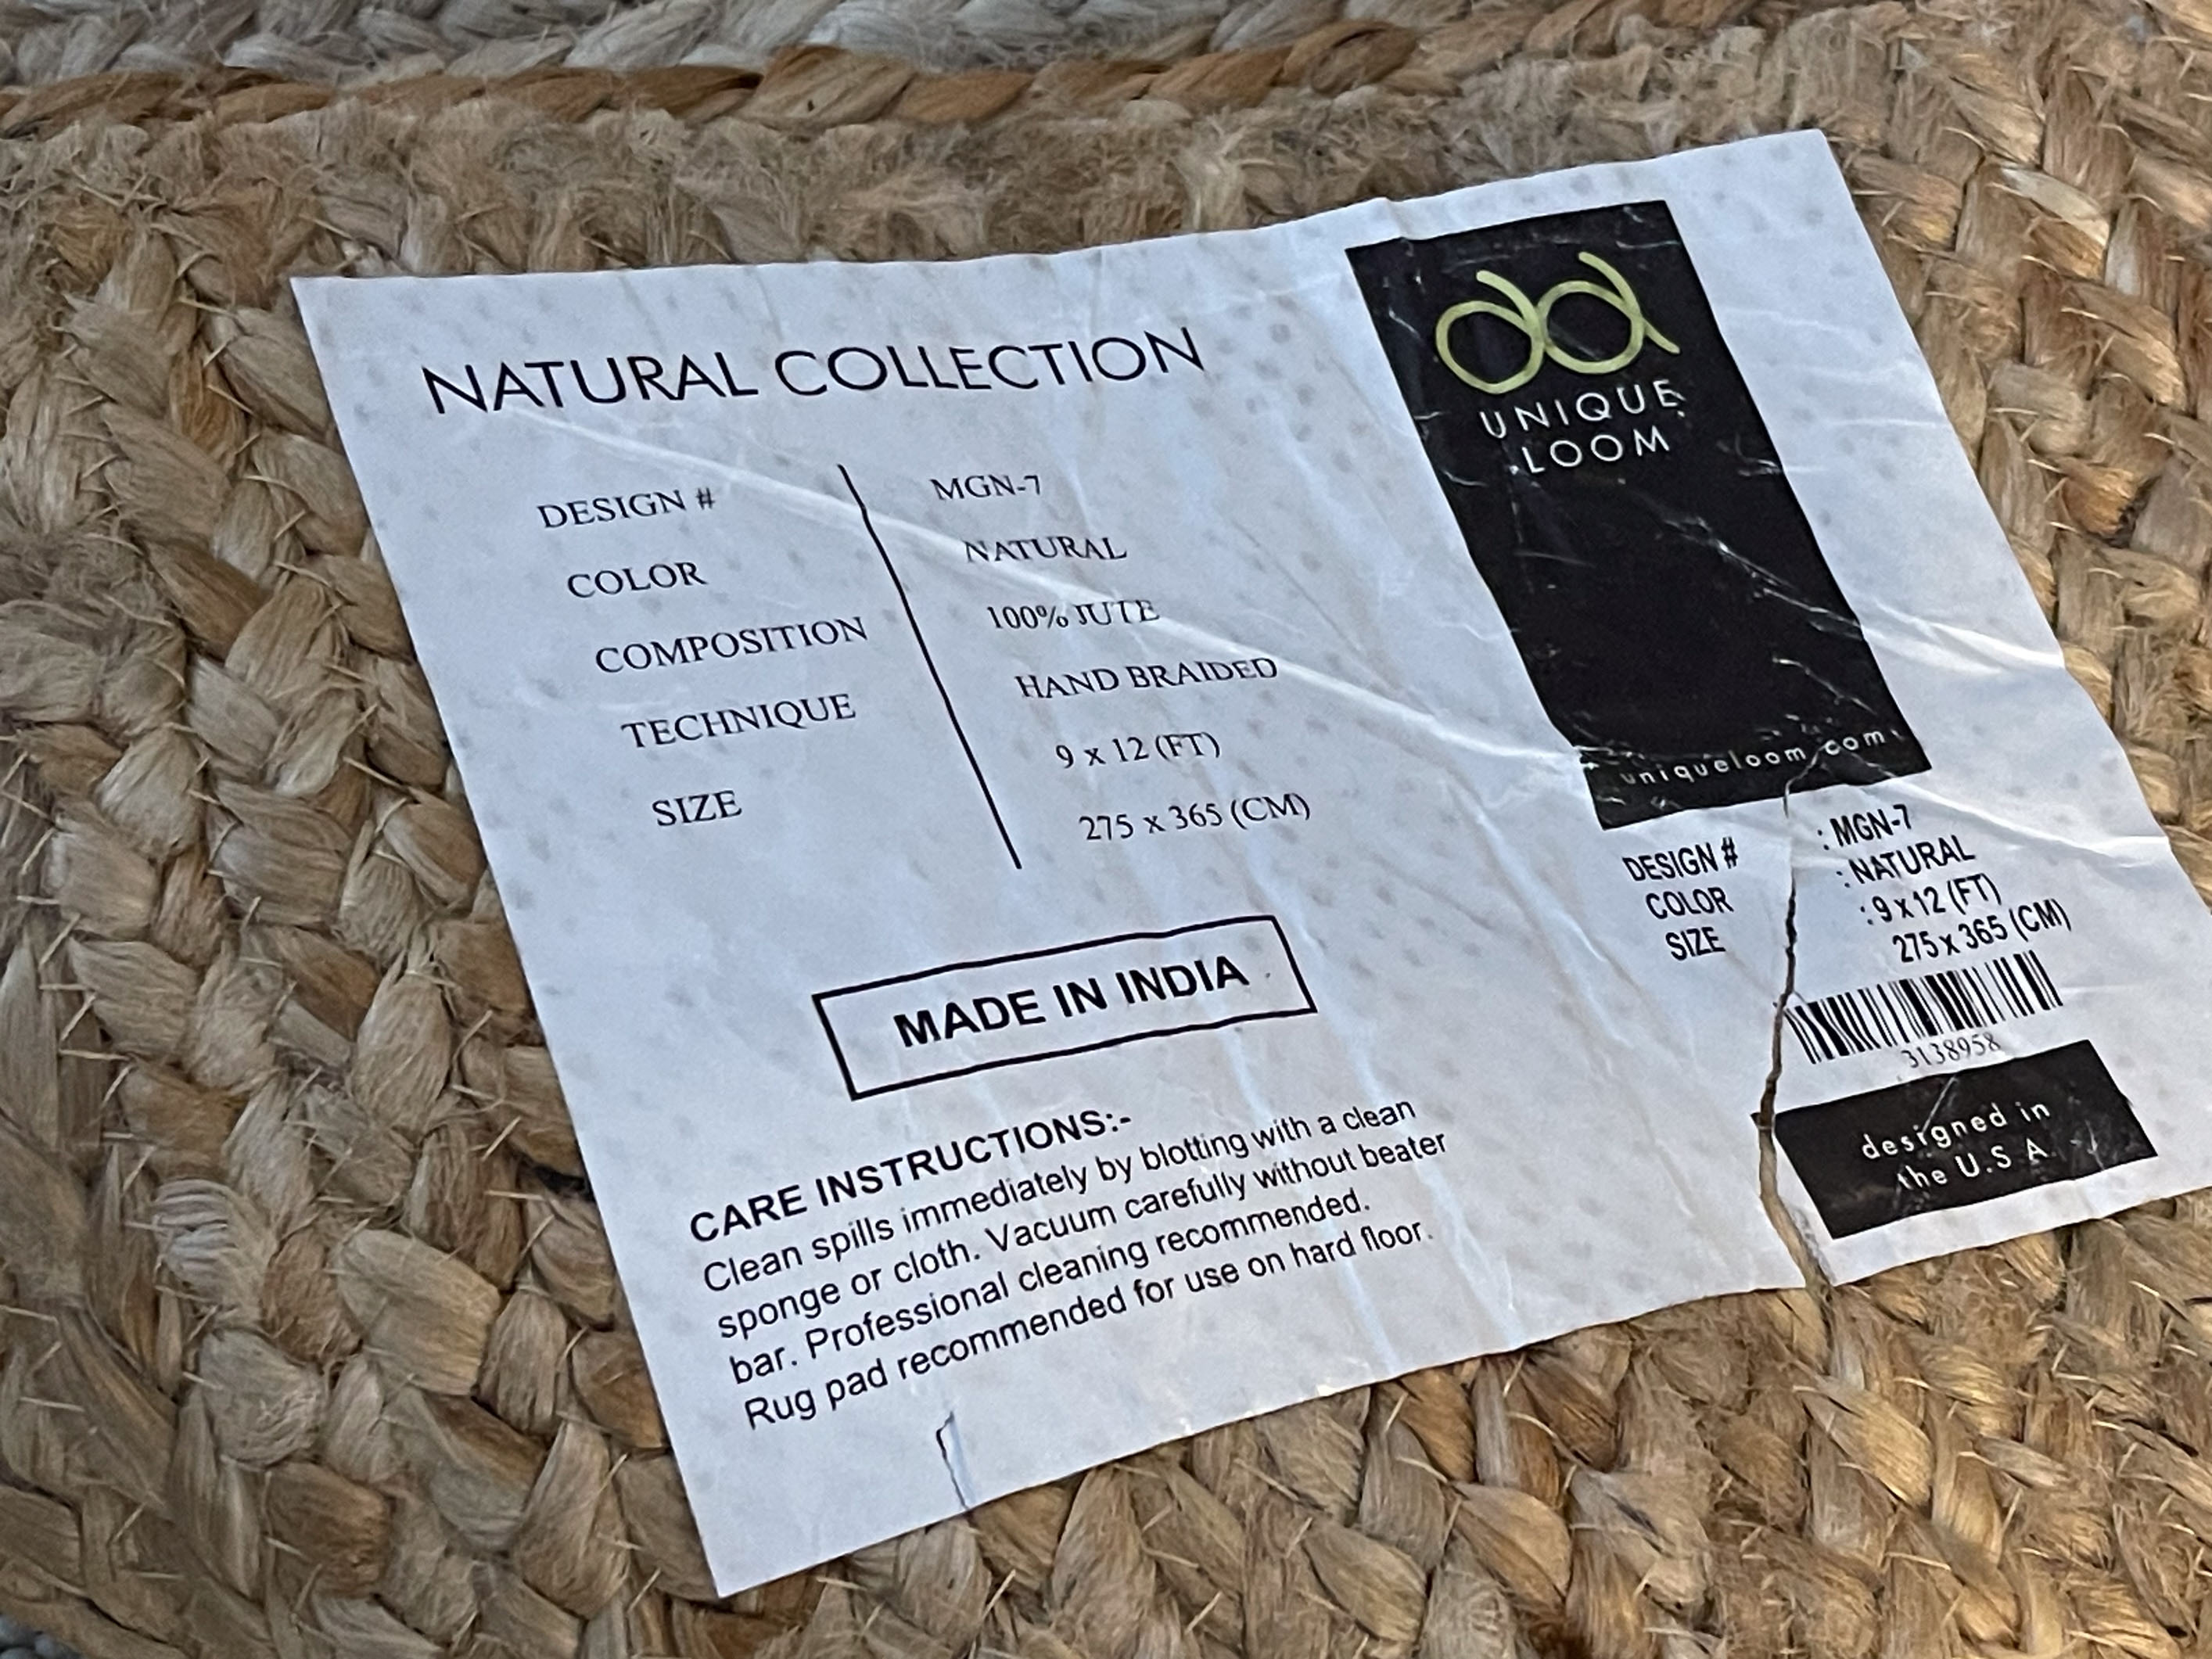 NATURAL COLLECTION
DESIGN # MGN-7
COLOR NATURAL
COMPOSITION 100% JUTE
TECHNIQUE HAND BRAIDED
SIZE 9 x 12 (FT)
275 x 365 (CM)
MADE IN INDIA
CARE INSTRUCTIONS:-
Clean spills immediately by blotting with a clean
sponge or cloth. Vacuum carefully without beater
bar. Professional cleaning recommended.
Rug pad recommended for use on hard floor.
UNIQUE
LOOM
uniqueloom.com
DESIGN # : MGN-7
COLOR : NATURAL
SIZE : 9 x 12 (FT)
275 x 365 (CM)
3138958
designed in
the U.S A